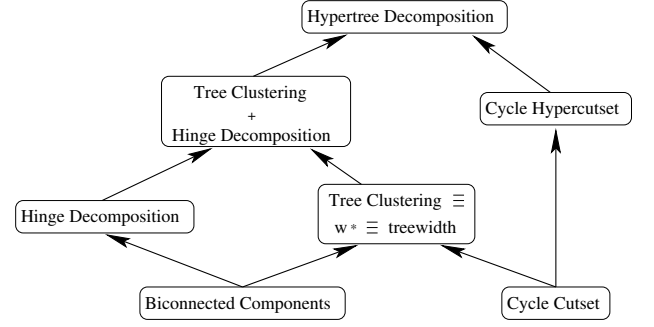 Hypertree Decomposition
Tree Clustering
+
Hinge Decomposition
Cycle Hypercutset
Hinge Decomposition
Tree Clustering ≡
w* ≡ treewidth
Biconnected Components
Cycle Cutset